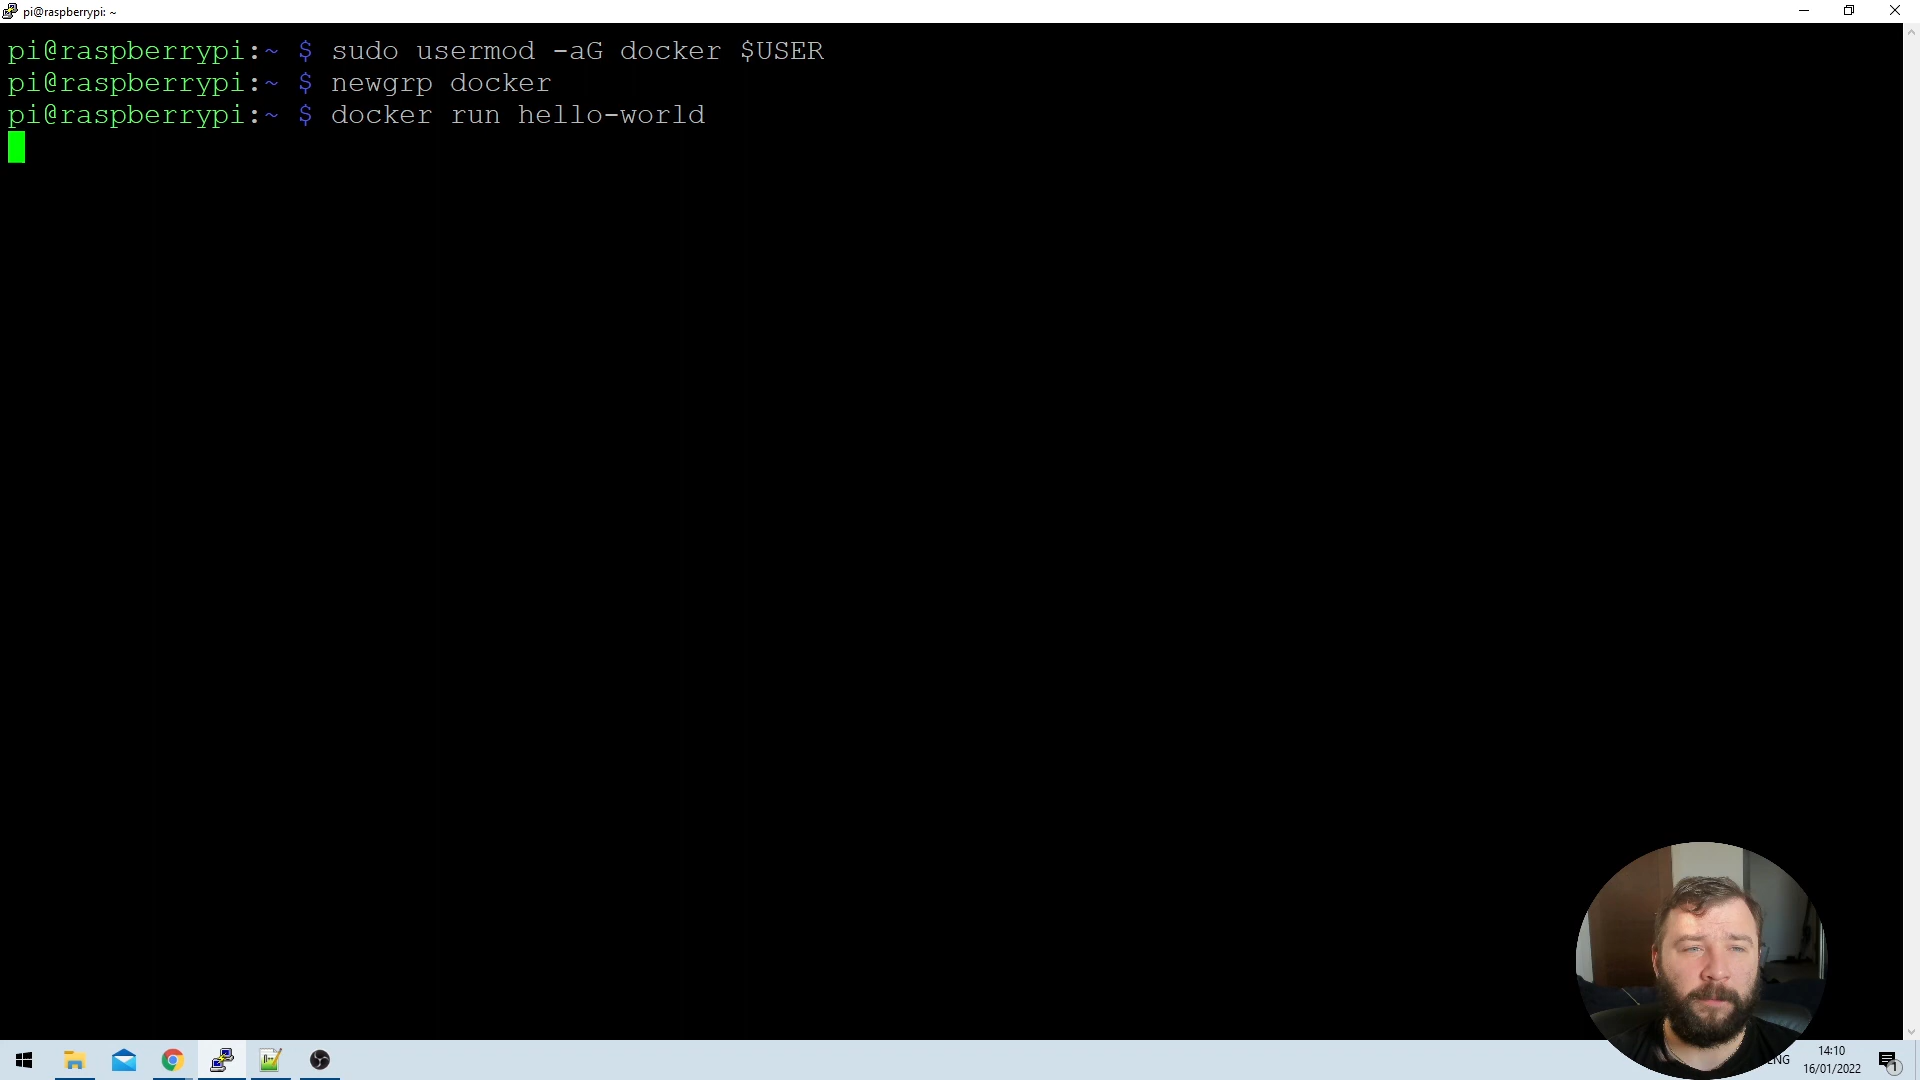 pi@raspberrypi: ~
pi@raspberrypi:~ $ sudo usermod -aG docker $USER
pi@raspberrypi:~ $ newgrp docker
pi@raspberrypi:~ $ docker run hello-world
ENG
14:10
16/01/2022
1